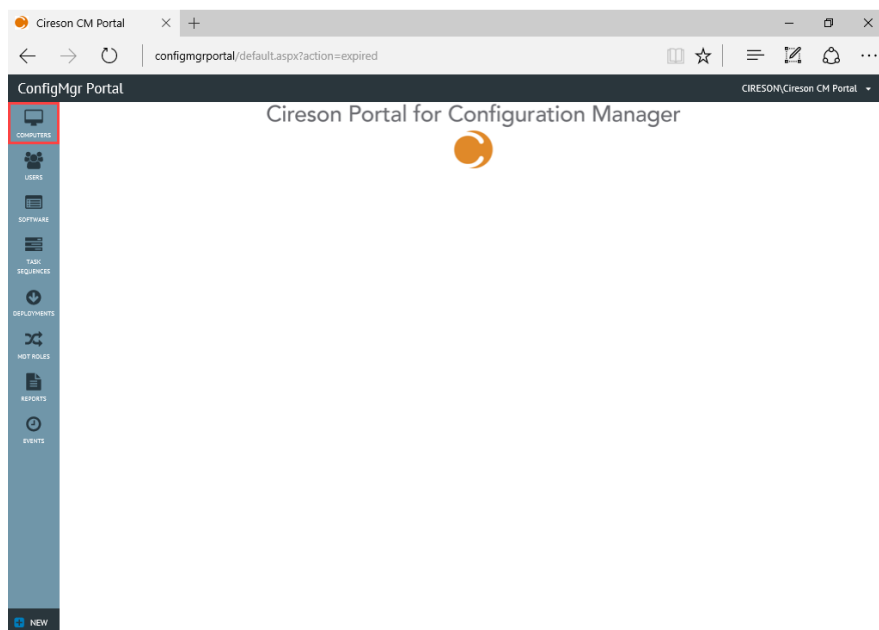 Cireson CM Portal
configmgrportal/default.aspx?action=expired
ConfigMgr Portal
CIRESON\Cireson CM Portal
Cireson Portal for Configuration Manager
COMPUTERS
USERS
SOFTWARE
TASK
SEQUENCES
DEPLOYMENTS
MDT ROLES
REPORTS
EVENTS
NEW